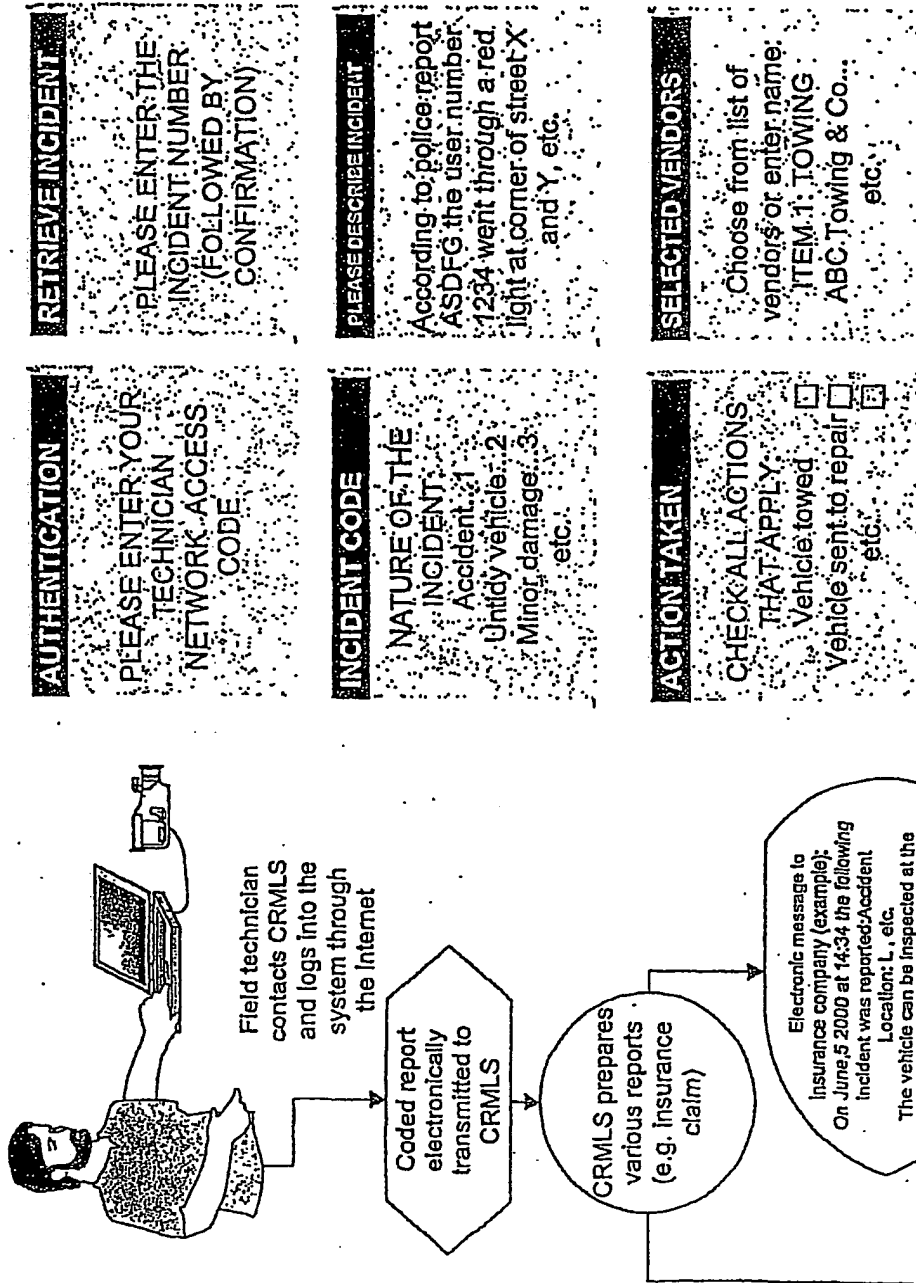 AUTHENTICATION
PLEASE ENTER YOUR
TECHNICIAN
NETWORK ACCESS
CODE
RETRIEVE INCIDENT
PLEASE ENTER THE
INCIDENT NUMBER
(FOLLOWED BY
CONFIRMATION)
INCIDENT CODE
NATURE OF THE
INCIDENT:
Accident...1
Untidy vehicle...2
Minor damage...3
etc.
PLEASE DESCRIBE INCIDENT
According to police report
ASDFG the user number
1234 went through a red
light at corner of street X
and Y, etc.
ACTION TAKEN
CHECK ALL ACTIONS
THAT APPLY
Vehicle towed
Vehicle sent to repair
etc.
SELECTED VENDORS
Choose from list of
vendors or enter name:
ITEM 1: TOWING
ABC Towing & Co...
etc.
Field technician
contacts CRMLS
and logs into the
system through
the Internet
Coded report
electronically
transmitted to
CRMLS
CRMLS prepares
various reports
(e.g. insurance
claim)
Electronic message to
Insurance company (example):
On June,5 2000 at 14:34 the following
incident was reported:Accident
Location: L , etc.
The vehicle can be inspected at the